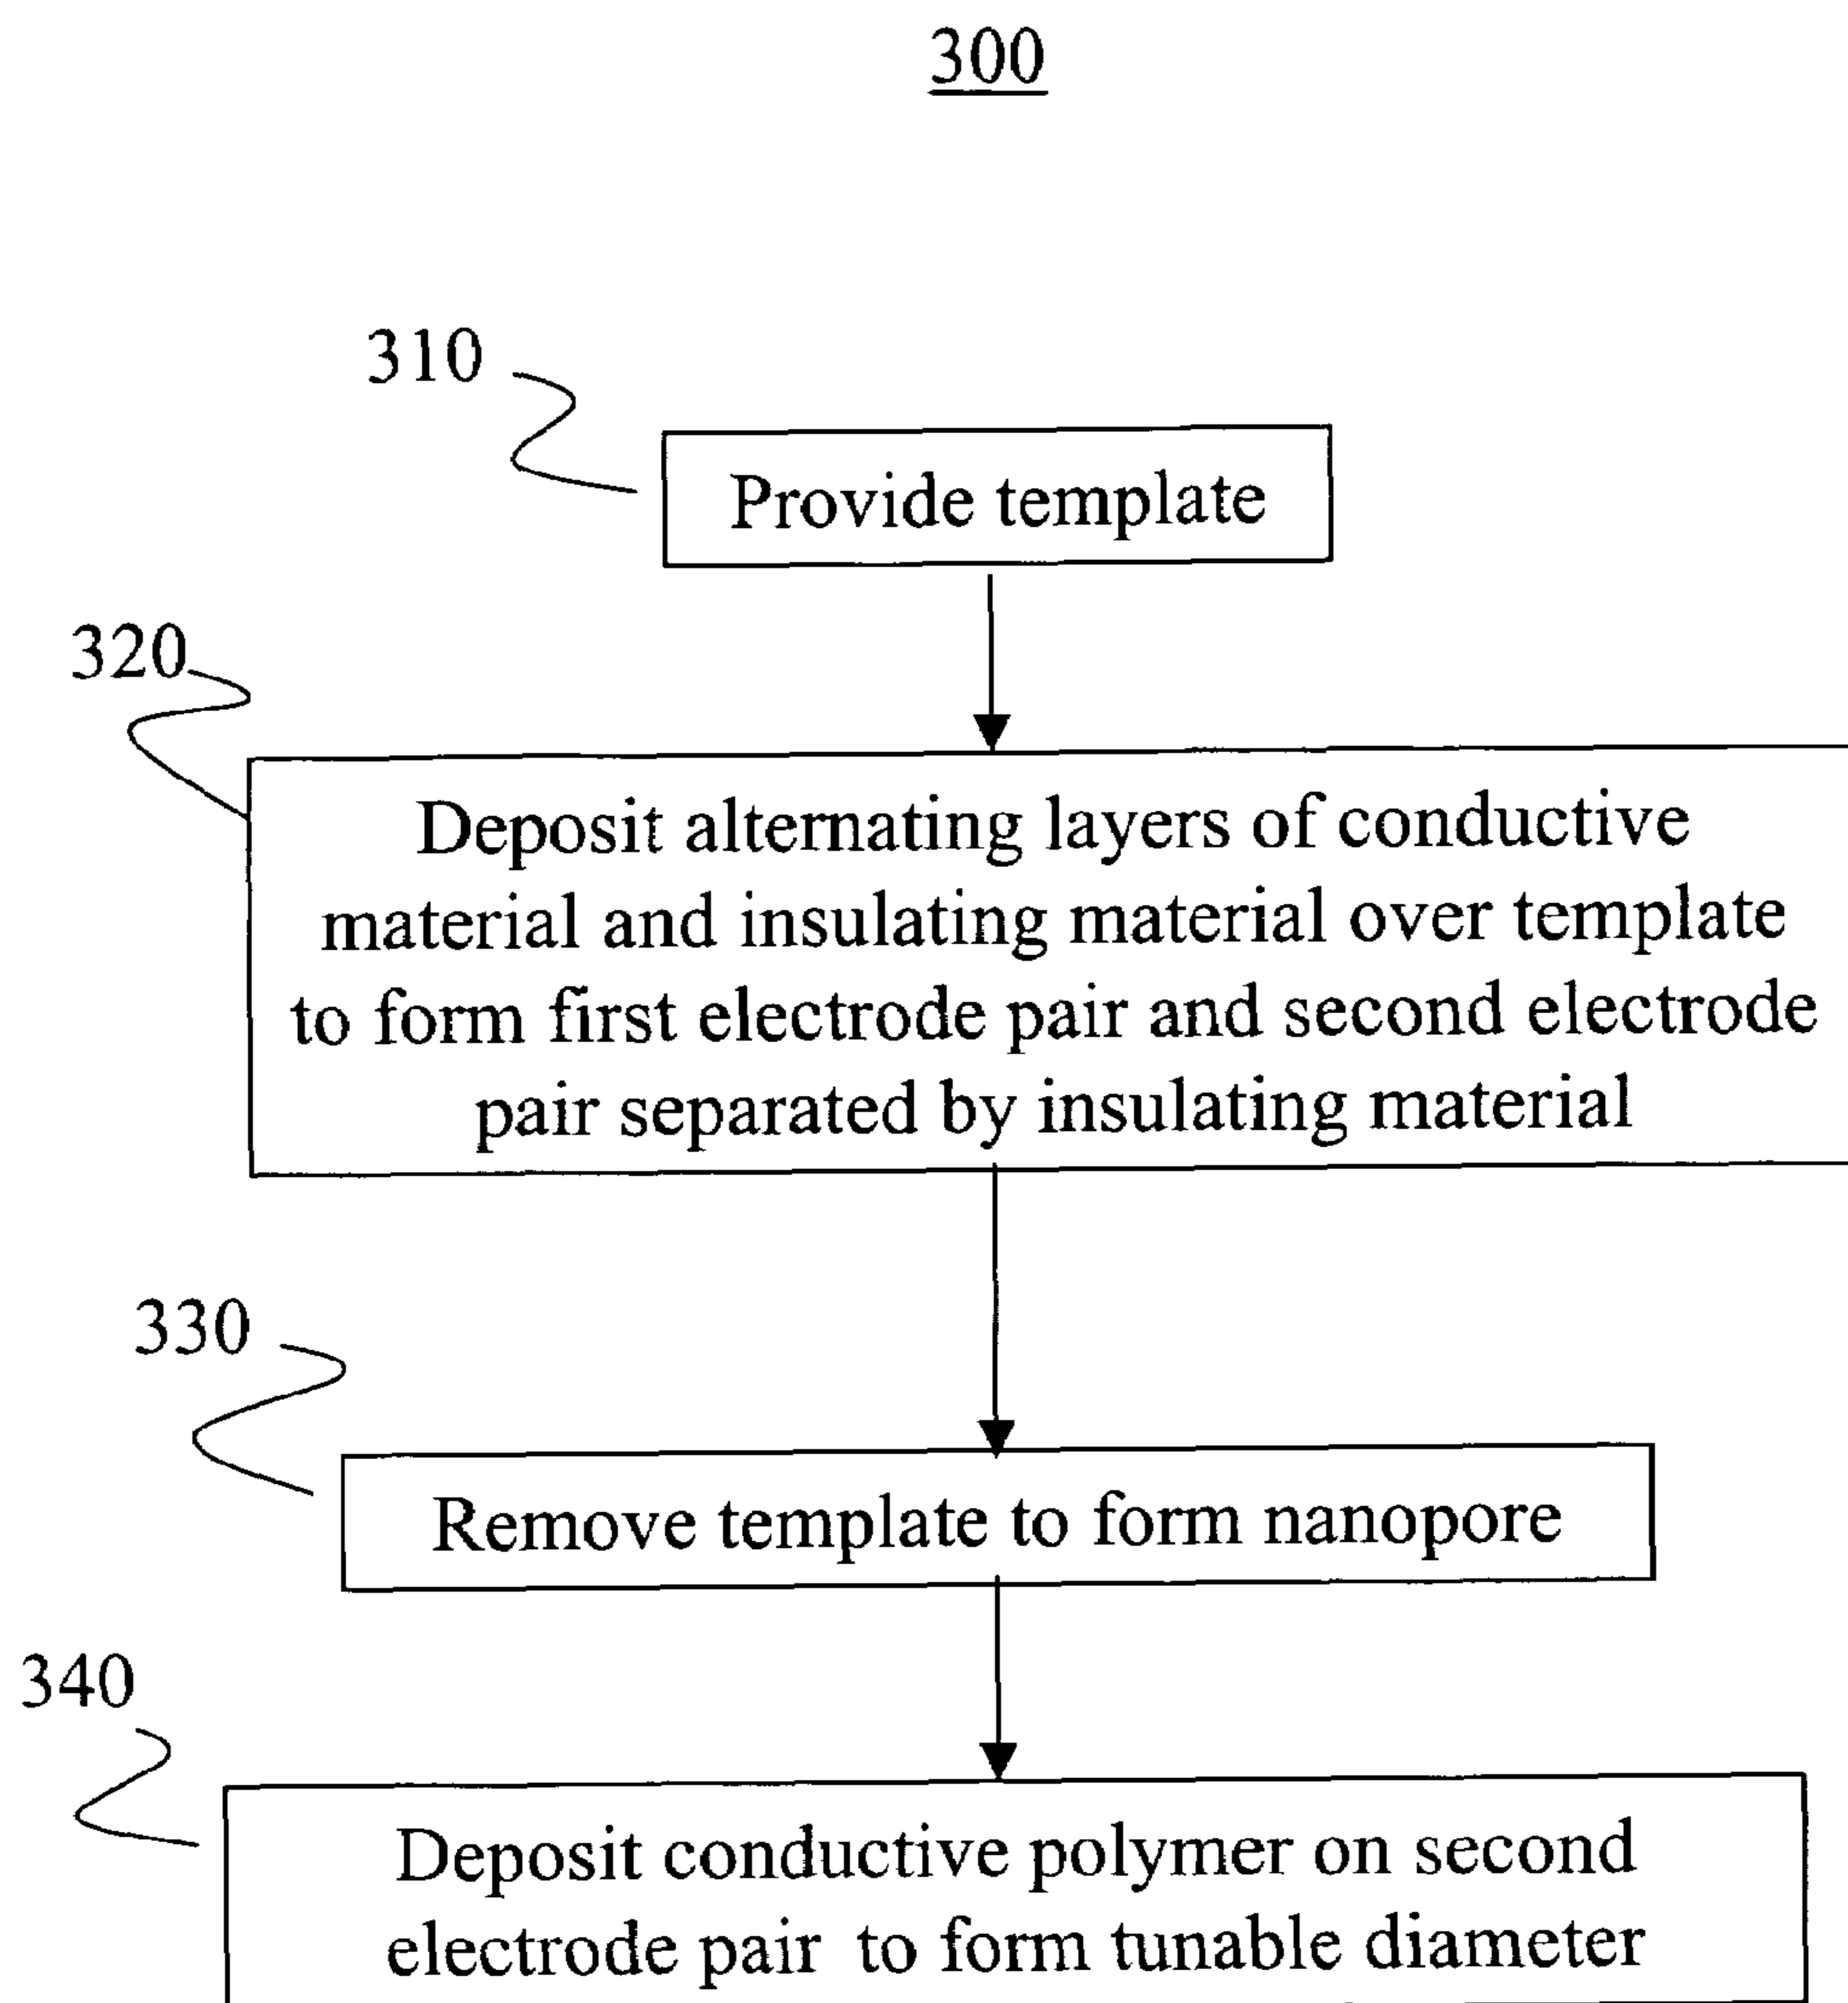 300
310
Provide template
320
Deposit alternating layers of conductive
material and insulating material over template
to form first electrode pair and second electrode
pair separated by insulating material
330
Remove template to form nanopore
340
Deposit conductive polymer on second
electrode pair to form tunable diameter